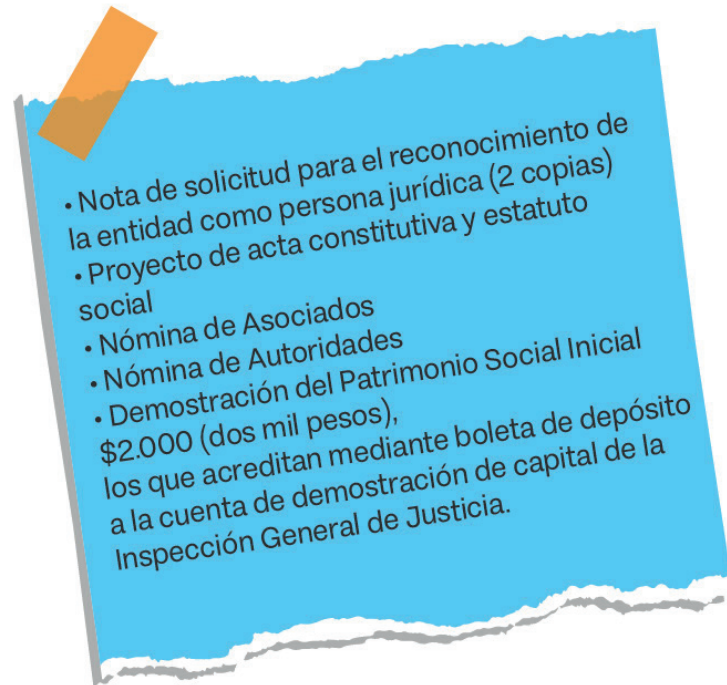 • Nota de solicitud para el reconocimiento de
la entidad como persona jurídica (2 copias)
• Proyecto de acta constitutiva y estatuto
social
• Nómina de Asociados
• Nómina de Autoridades
• Demostración del Patrimonio Social Inicial
$2.000 (dos mil pesos),
los que acreditan mediante boleta de depósito
a la cuenta de demostración de capital de la
Inspección General de Justicia.